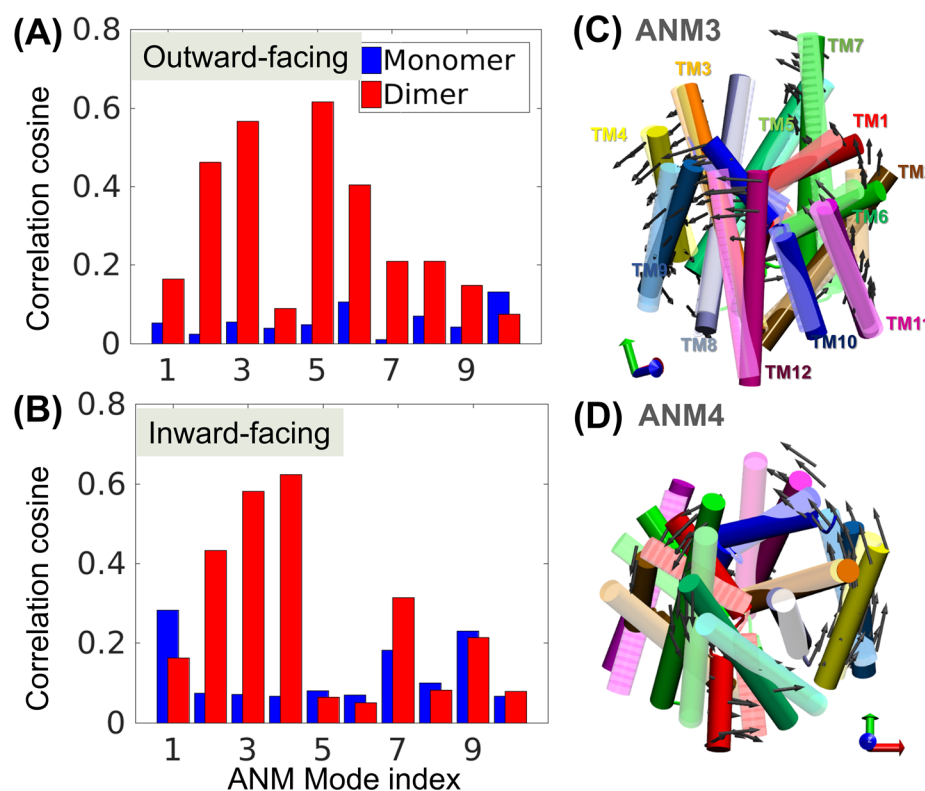 (A)
Outward-facing
Monomer
Dimer
Correlation cosine
0.8
0.6
0.4
0.2
0
1 3 5 7 9
(B)
Inward-facing
Correlation cosine
0.8
0.6
0.4
0.2
0
1 3 5 7 9
ANM Mode index
(C) ANM3
TM7
TM3
TM5
TM1
TM4
TM6
TM9
TM8
TM10
TM11
TM12
(D) ANM4